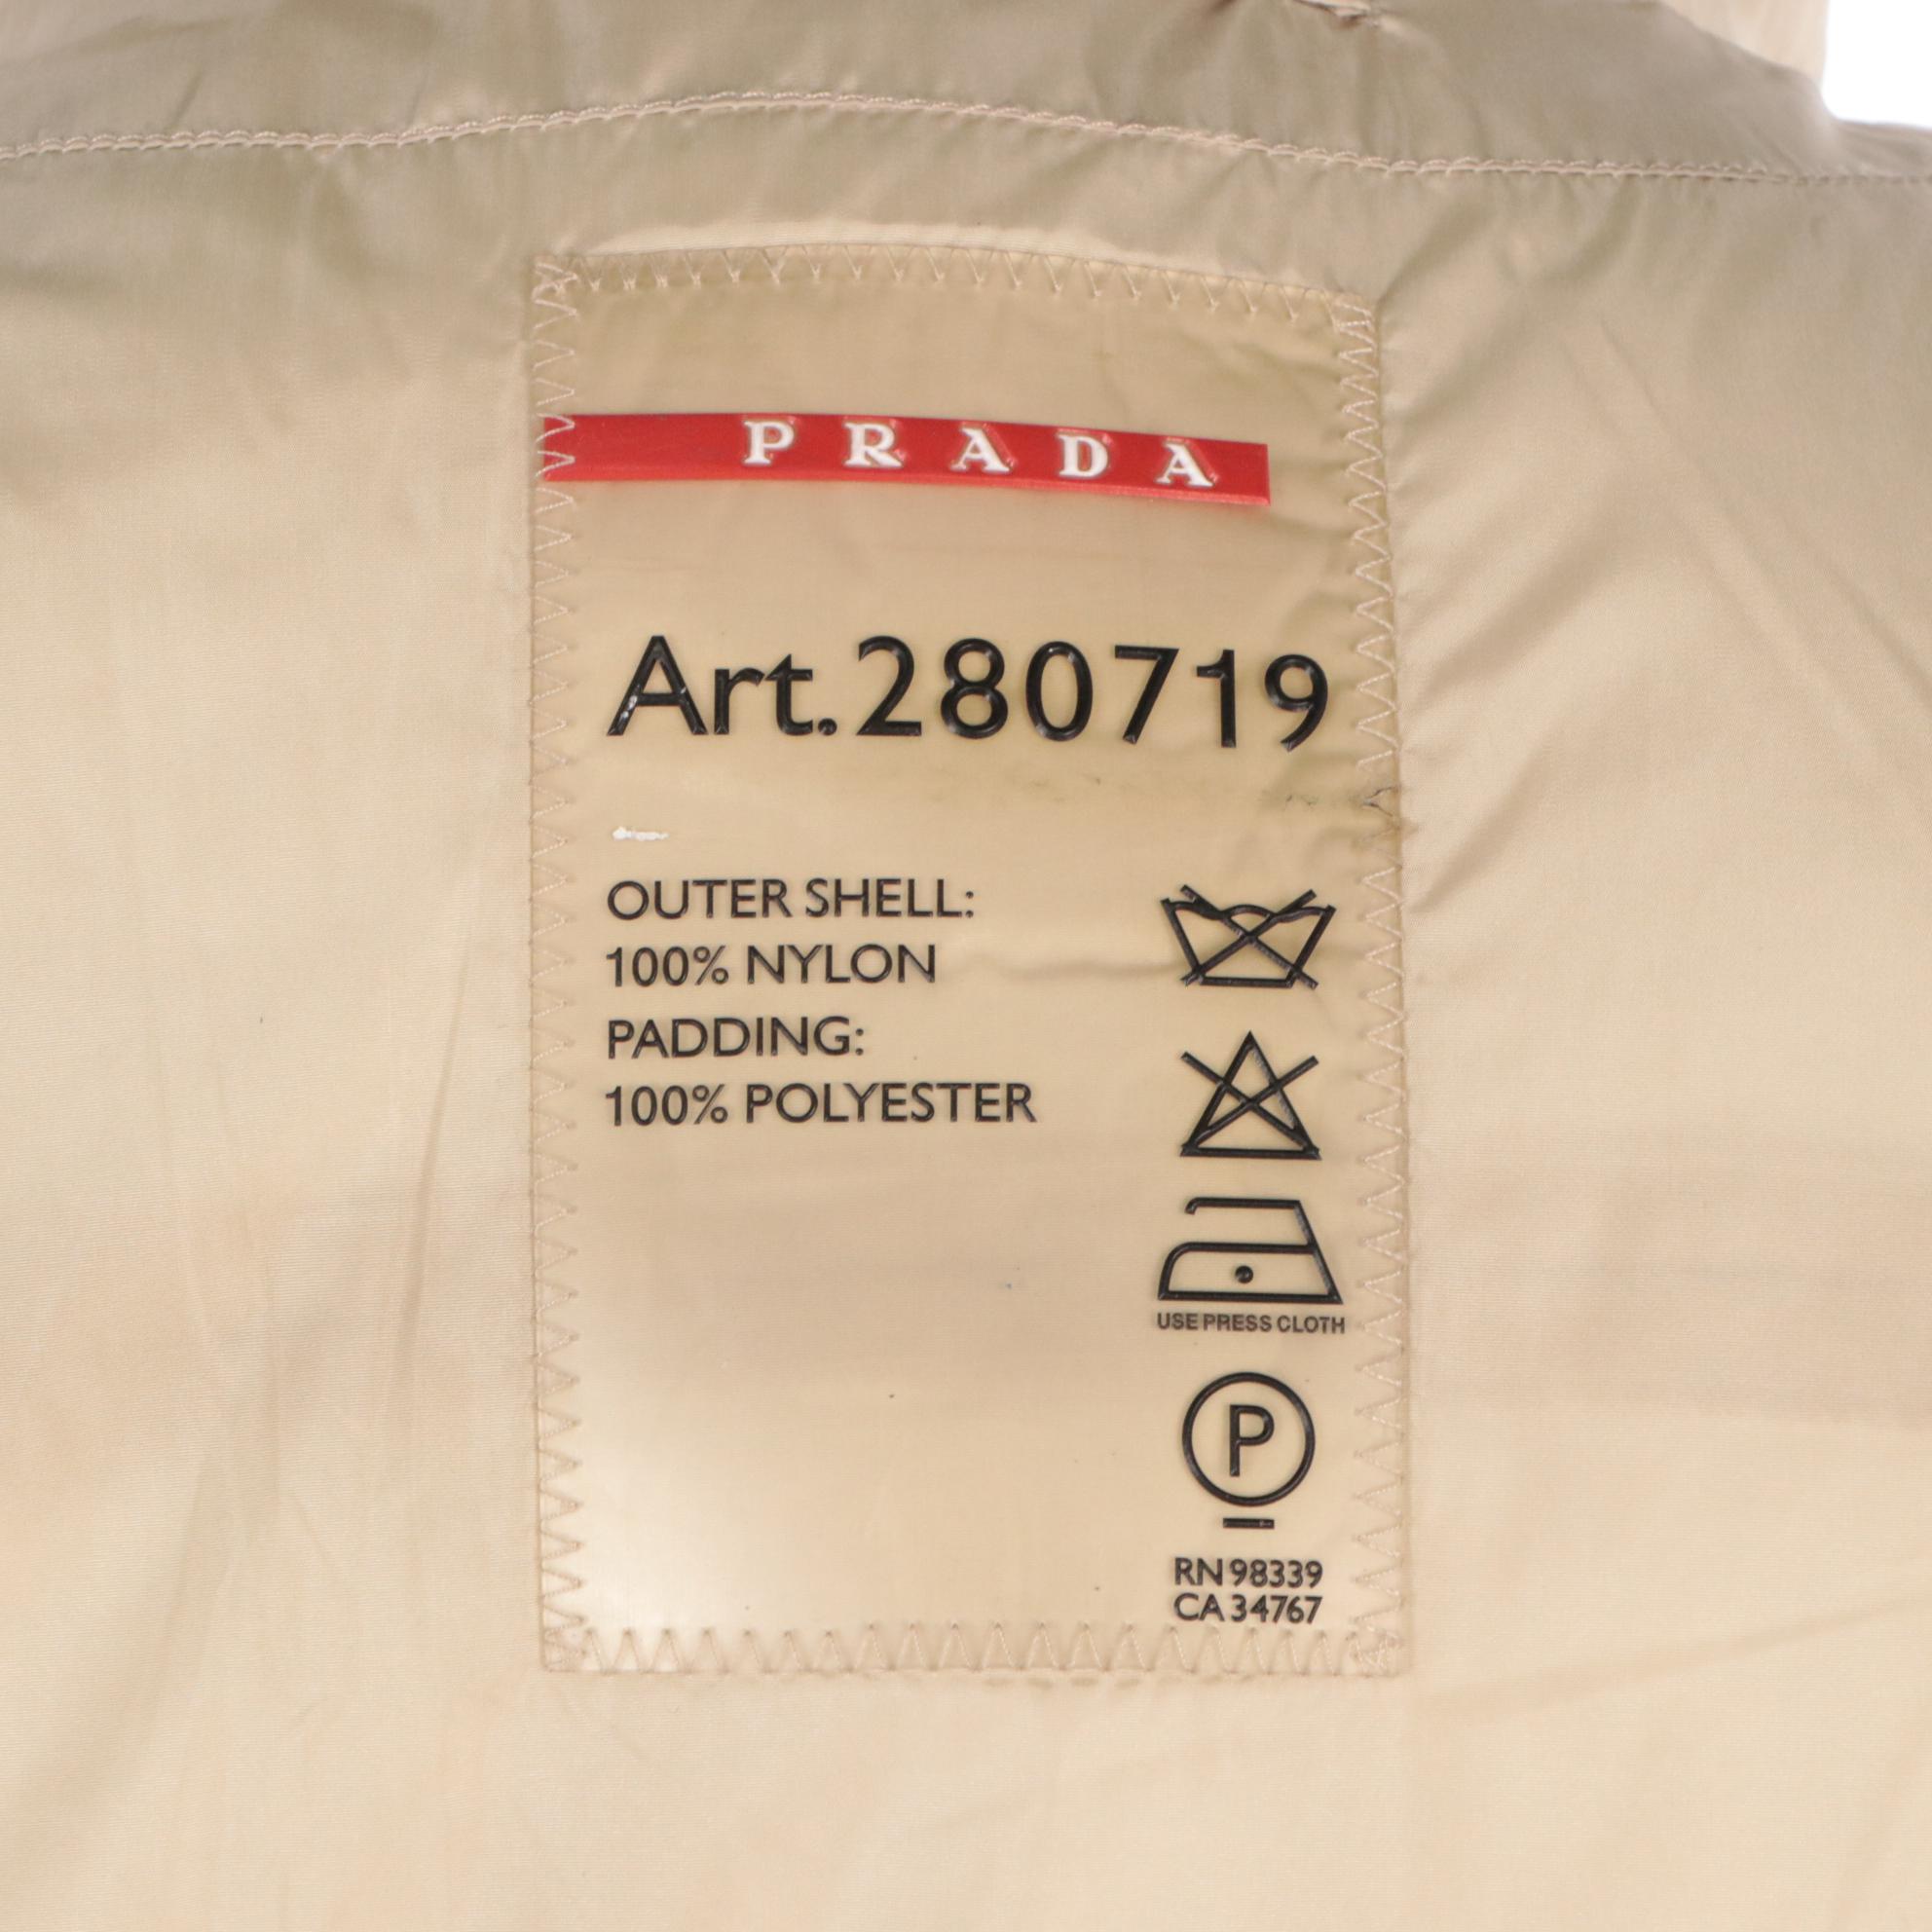 PRADA
Art.280719
OUTER SHELL:
100% NYLON
PADDING:
100% POLYESTER
USE PRESS CLOTH
P
RN 98339
CA 34767